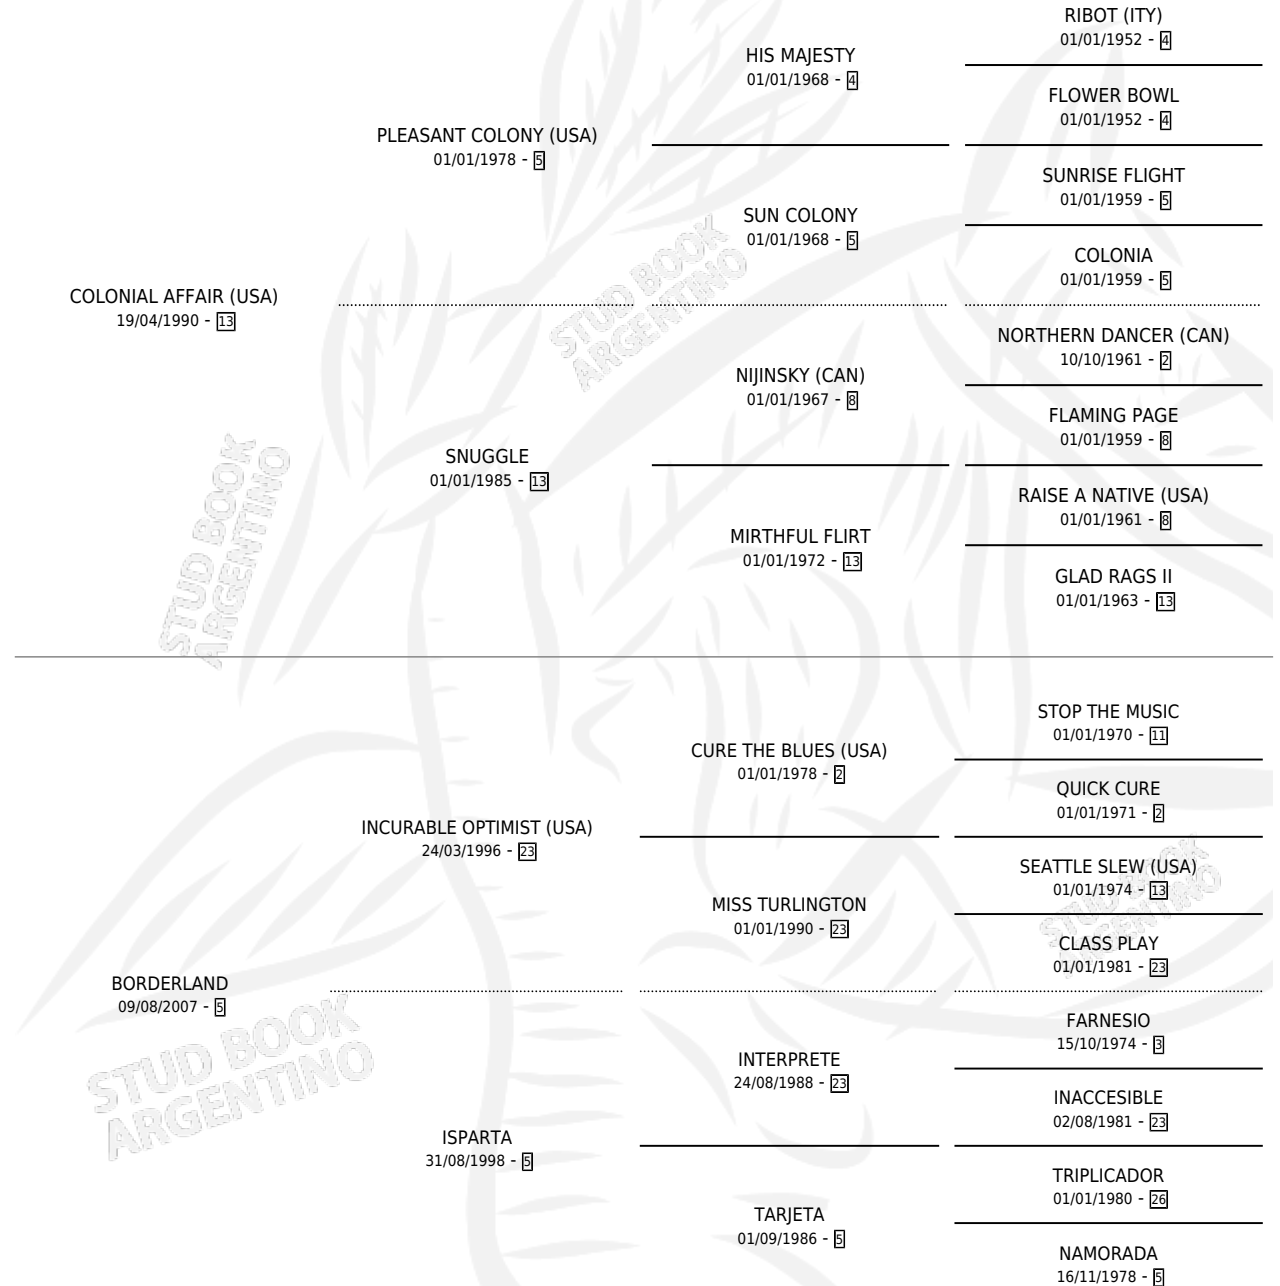 RIBOT (ITY)
01/01/1952 - 4
HIS MAJESTY
01/01/1968 - 4
FLOWER BOWL
01/01/1952 - 4
PLEASANT COLONY (USA)
01/01/1978 - 5
SUNRISE FLIGHT
01/01/1959 - 5
SUN COLONY
01/01/1968 - 5
COLONIA
01/01/1959 - 5
COLONIAL AFFAIR (USA)
19/04/1990 - 13
NORTHERN DANCER (CAN)
10/10/1961 - 2
NIJINSKY (CAN)
01/01/1967 - 8
FLAMING PAGE
01/01/1959 - 8
SNUGGLE
01/01/1985 - 13
RAISE A NATIVE (USA)
01/01/1961 - 8
MIRTHFUL FLIRT
01/01/1972 - 13
GLAD RAGS II
01/01/1963 - 13
STUD BOOK
ARGENTINO
STUD BOOK
ARGENTINO
STOP THE MUSIC
01/01/1970 - 11
CURE THE BLUES (USA)
01/01/1978 - 2
QUICK CURE
01/01/1971 - 2
INCURABLE OPTIMIST (USA)
24/03/1996 - 23
SEATTLE SLEW (USA)
01/01/1974 - 13
MISS TURLINGTON
01/01/1990 - 23
CLASS PLAY
01/01/1981 - 23
BORDERLAND
09/08/2007 - 5
FARNESIO
15/10/1974 - 3
INTERPRETE
24/08/1988 - 23
INACCESIBLE
02/08/1981 - 23
ISPARTA
31/08/1998 - 5
TRIPLICADOR
01/01/1980 - 26
TARJETA
01/09/1986 - 5
NAMORADA
16/11/1978 - 5
STUD BOOK
ARGENTINO
STUD BOOK
ARGENTINO